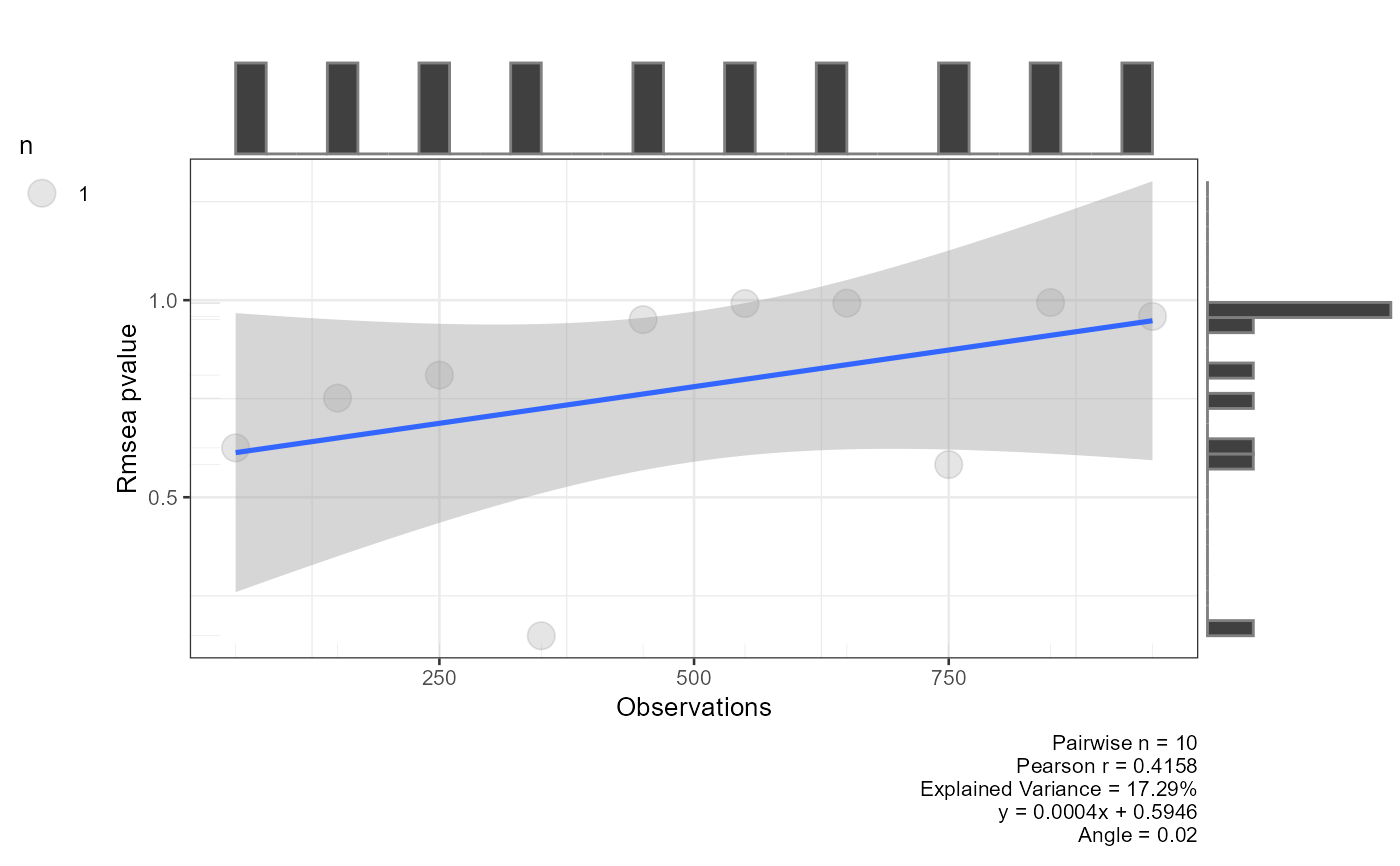 n
1
1.0
0.5
Rmsea pvalue
250
500
750
Observations
Pairwise n = 10
Pearson r = 0.4158
Explained Variance = 17.29%
y = 0.0004x + 0.5946
Angle = 0.02